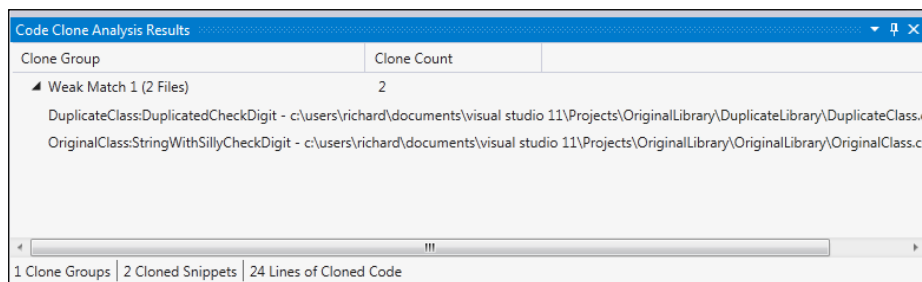 Code Clone Analysis Results
Clone Group Clone Count
Weak Match 1 (2 Files) 2
DuplicateClass:DuplicatedCheckDigit - c:\users\richard\documents\visual studio 11\Projects\OriginalLibrary\DuplicateLibrary\DuplicateClass.
OriginalClass:StringWithSillyCheckDigit - c:\users\richard\documents\visual studio 11\Projects\OriginalLibrary\OriginalLibrary\OriginalClass.c
1 Clone Groups 2 Cloned Snippets 24 Lines of Cloned Code